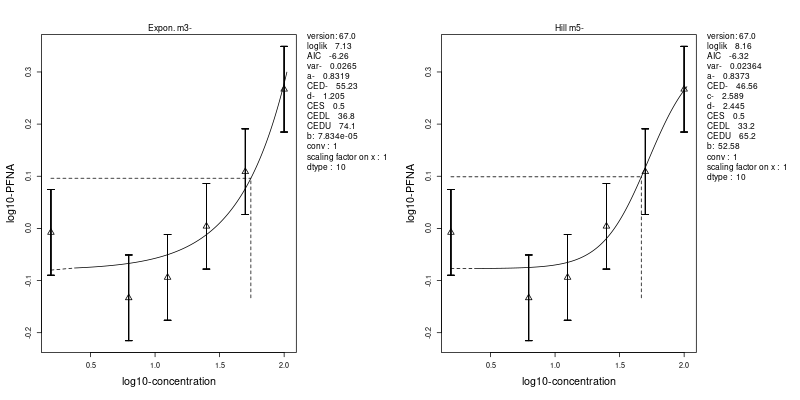 Expon. m3-
version: 67.0
loglik 7.13
AIC -6.26
var- 0.0265
a- 0.8319
CED- 55.23
d- 1.205
CES 0.5
CEDL 36.8
CEDU 74.1
b: 7.834e-05
conv : 1
scaling factor on x : 1
dtype : 10
log10-PFNA
0.3
0.2
0.1
0.0
-0.1
-0.2
0.5
1.0
1.5
2.0
log10-concentration
Hill m5-
version: 67.0
loglik 8.16
AIC -6.32
var- 0.02364
a- 0.8373
CED- 46.56
c- 2.589
d- 2.445
CES 0.5
CEDL 33.2
CEDU 65.2
b: 52.58
conv : 1
scaling factor on x : 1
dtype : 10
log10-PFNA
0.3
0.2
0.1
0.0
-0.1
-0.2
0.5
1.0
1.5
2.0
log10-concentration